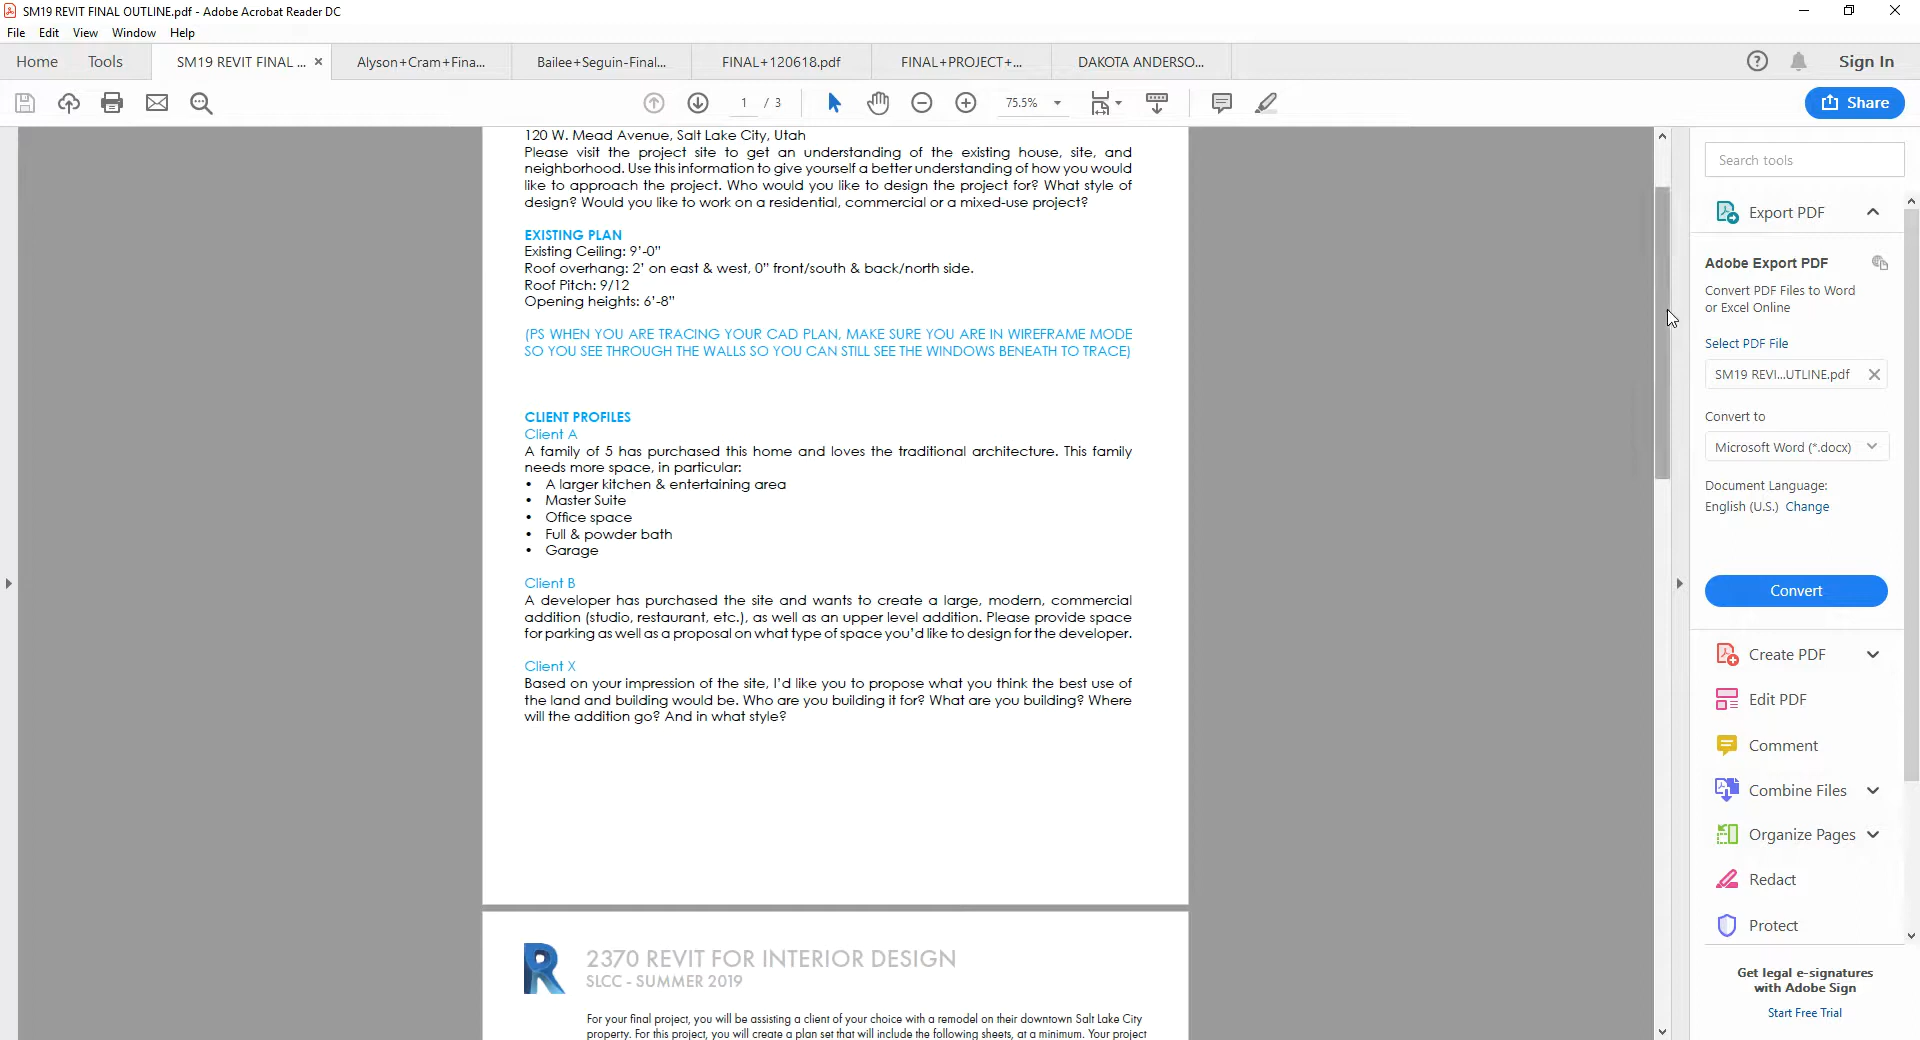 SM19 REVIT FINAL OUTLINE.pdf - Adobe Acrobat Reader DC
File Edit View Window Help
Home Tools SM19 REVIT FINAL ... × Alyson+Cram+Fina... Bailee+Seguin-Final... FINAL+120618.pdf FINAL+PROJECT+... DAKOTA ANDERSO... Sign In
1 / 3 75.5% Share
120 W. Mead Avenue, Salt Lake City, Utah
Please visit the project site to get an understanding of the existing house, site, and
neighborhood. Use this information to give yourself a better understanding of how you would
like to approach the project. Who would you like to design the project for? What style of
design? Would you like to work on a residential, commercial or a mixed-use project?
EXISTING PLAN
Existing Ceiling: 9'-0”
Roof overhang: 2' on east & west, 0” front/south & back/north side.
Roof Pitch: 9/12
Opening heights: 6'-8”
(PS WHEN YOU ARE TRACING YOUR CAD PLAN, MAKE SURE YOU ARE IN WIREFRAME MODE
SO YOU SEE THROUGH THE WALLS SO YOU CAN STILL SEE THE WINDOWS BENEATH TO TRACE)
CLIENT PROFILES
Client A
A family of 5 has purchased this home and loves the traditional architecture. This family
needs more space, in particular:
• A larger kitchen & entertaining area
• Master Suite
• Office space
• Full & powder bath
• Garage
Client B
A developer has purchased the site and wants to create a large, modern, commercial
addition (studio, restaurant, etc.), as well as an upper level addition. Please provide space
for parking as well as a proposal on what type of space you'd like to design for the developer.
Client X
Based on your impression of the site, I'd like you to propose what you think the best use of
the land and building would be. Who are you building it for? What are you building? Where
will the addition go? And in what style?
R
2370 REVIT FOR INTERIOR DESIGN
SLCC - SUMMER 2019
For your final project, you will be assisting a client of your choice with a remodel on their downtown Salt Lake City
property. For this project, you will create a plan set that will include the following sheets, at a minimum. Your project
Search tools
Export PDF
Adobe Export PDF
Convert PDF Files to Word
or Excel Online
Select PDF File
SM19 REVI...UTLINE.pdf
Convert to
Microsoft Word (*.docx)
Document Language:
English (U.S.) Change
Convert
Create PDF
Edit PDF
Comment
Combine Files
Organize Pages
Redact
Protect
Get legal e-signatures
with Adobe Sign
Start Free Trial